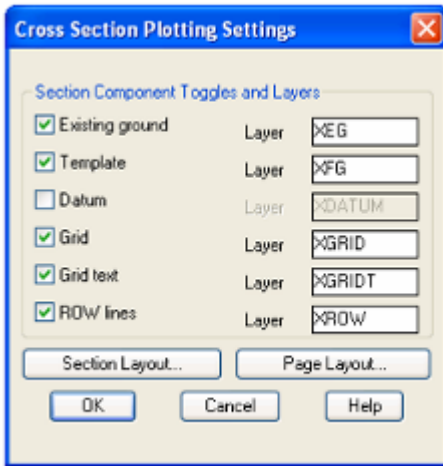 Cross Section Plotting Settings
Section Component Toggles and Layers
Existing ground Layer XEG
Template Layer XFG
Datum Layer XDATUM
Grid Layer XGRID
Grid text Layer XGRIDT
ROW lines Layer XROW
Section Layout... Page Layout...
OK Cancel Help